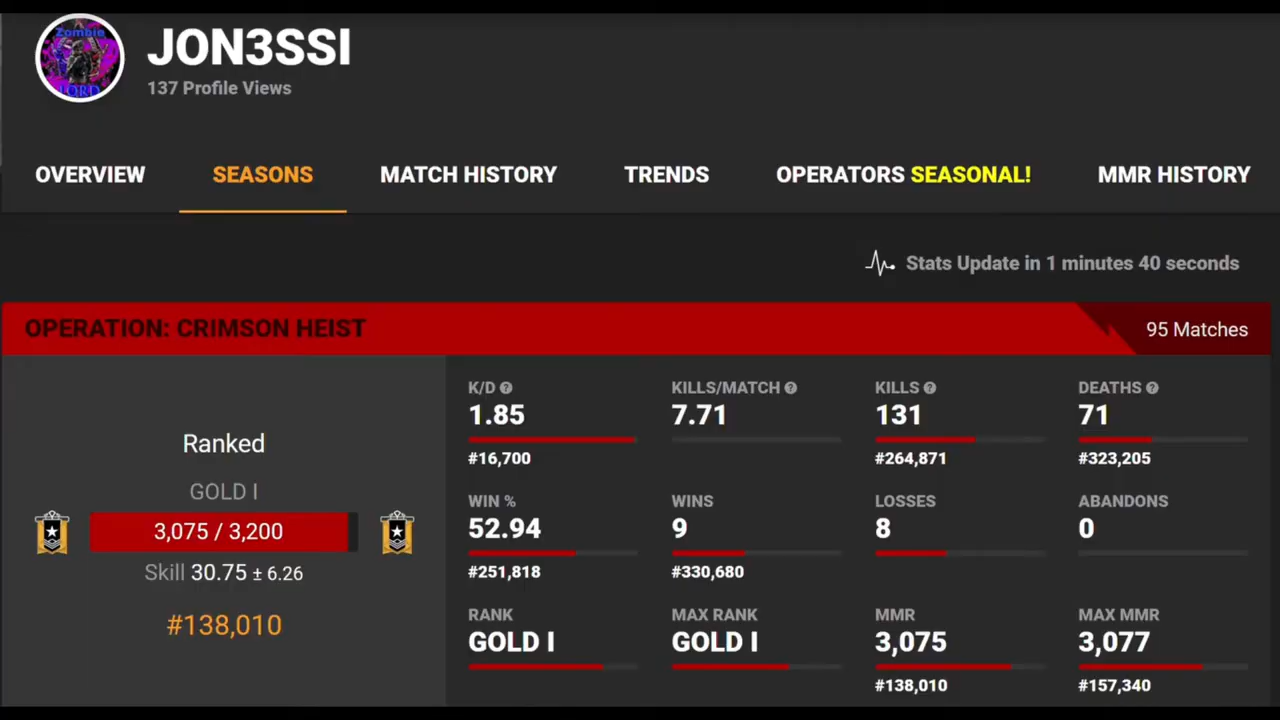 Zombie
LORD
JON3SSI
137 Profile Views
OVERVIEW SEASONS MATCH HISTORY TRENDS OPERATORS SEASONAL! MMR HISTORY
Stats Update in 1 minutes 40 seconds
OPERATION: CRIMSON HEIST 95 Matches
Ranked
GOLD I
3,075 / 3,200
Skill 30.75 ± 6.26
#138,010
K/D ? KILLS/MATCH ? KILLS ? DEATHS ?
1.85 7.71 131 71
#16,700 #264,871 #323,205
WIN % WINS LOSSES ABANDONS
52.94 9 8 0
#251,818 #330,680
RANK MAX RANK MMR MAX MMR
GOLD I GOLD I 3,075 3,077
#138,010 #157,340